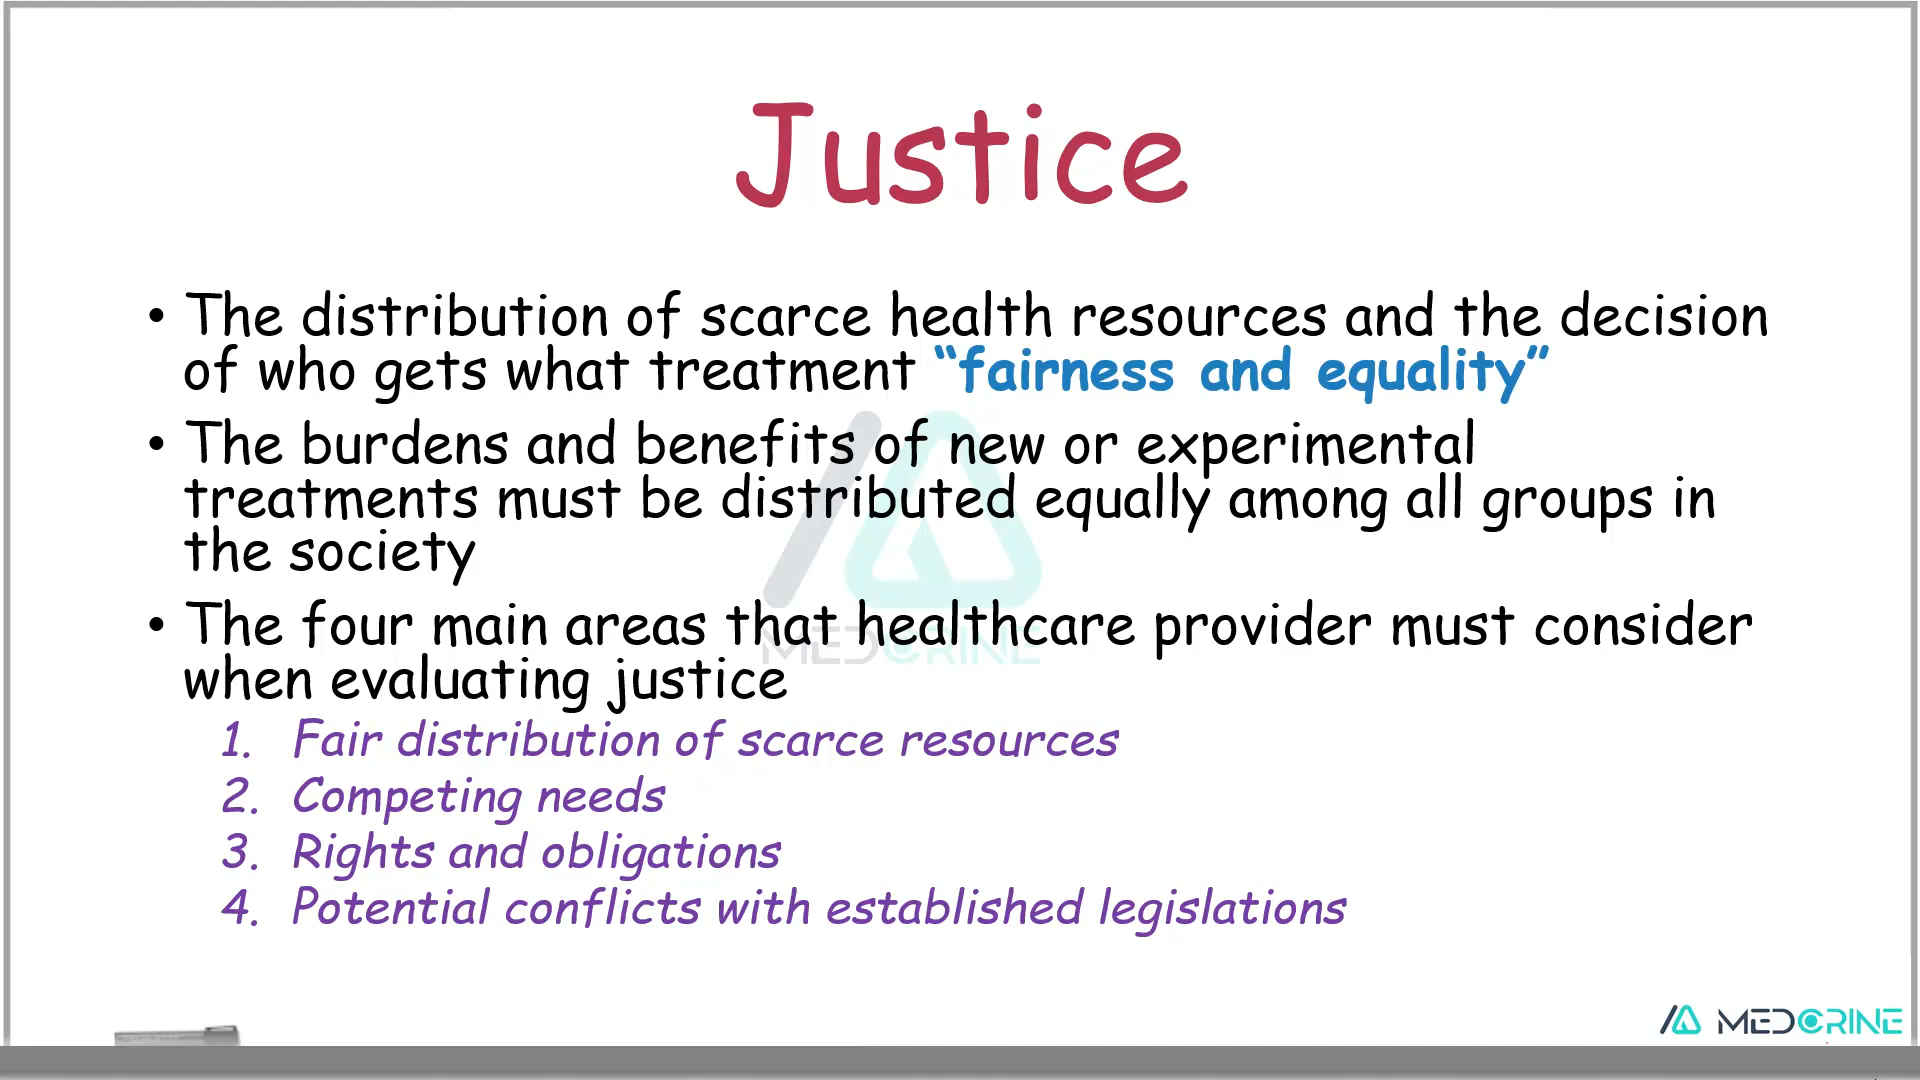 Justice
• The distribution of scarce health resources and the decision
of who gets what treatment “fairness and equality”
• The burdens and benefits of new or experimental
treatments must be distributed equally among all groups in
the society
• The four main areas that healthcare provider must consider
when evaluating justice
1. Fair distribution of scarce resources
2. Competing needs
3. Rights and obligations
4. Potential conflicts with established legislations
MEDCRINE
MEDCRINE